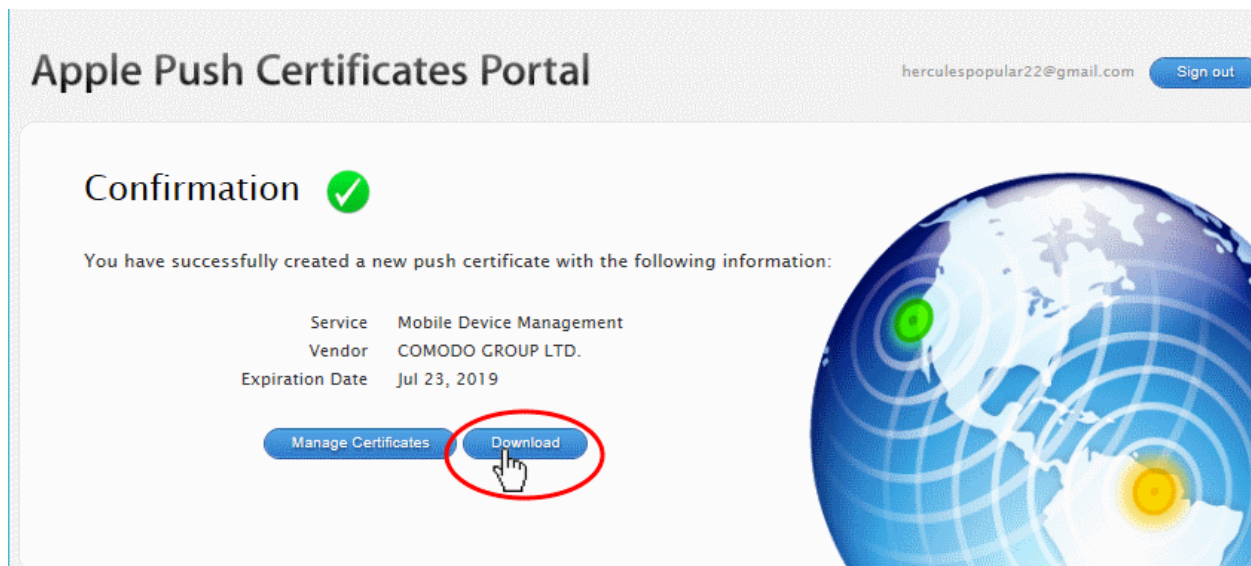 Apple Push Certificates Portal
herculespopular22@gmail.com
Sign out
Confirmation
You have successfully created a new push certificate with the following information:
Service Mobile Device Management
Vendor COMODO GROUP LTD.
Expiration Date Jul 23, 2019
Manage Certificates Download